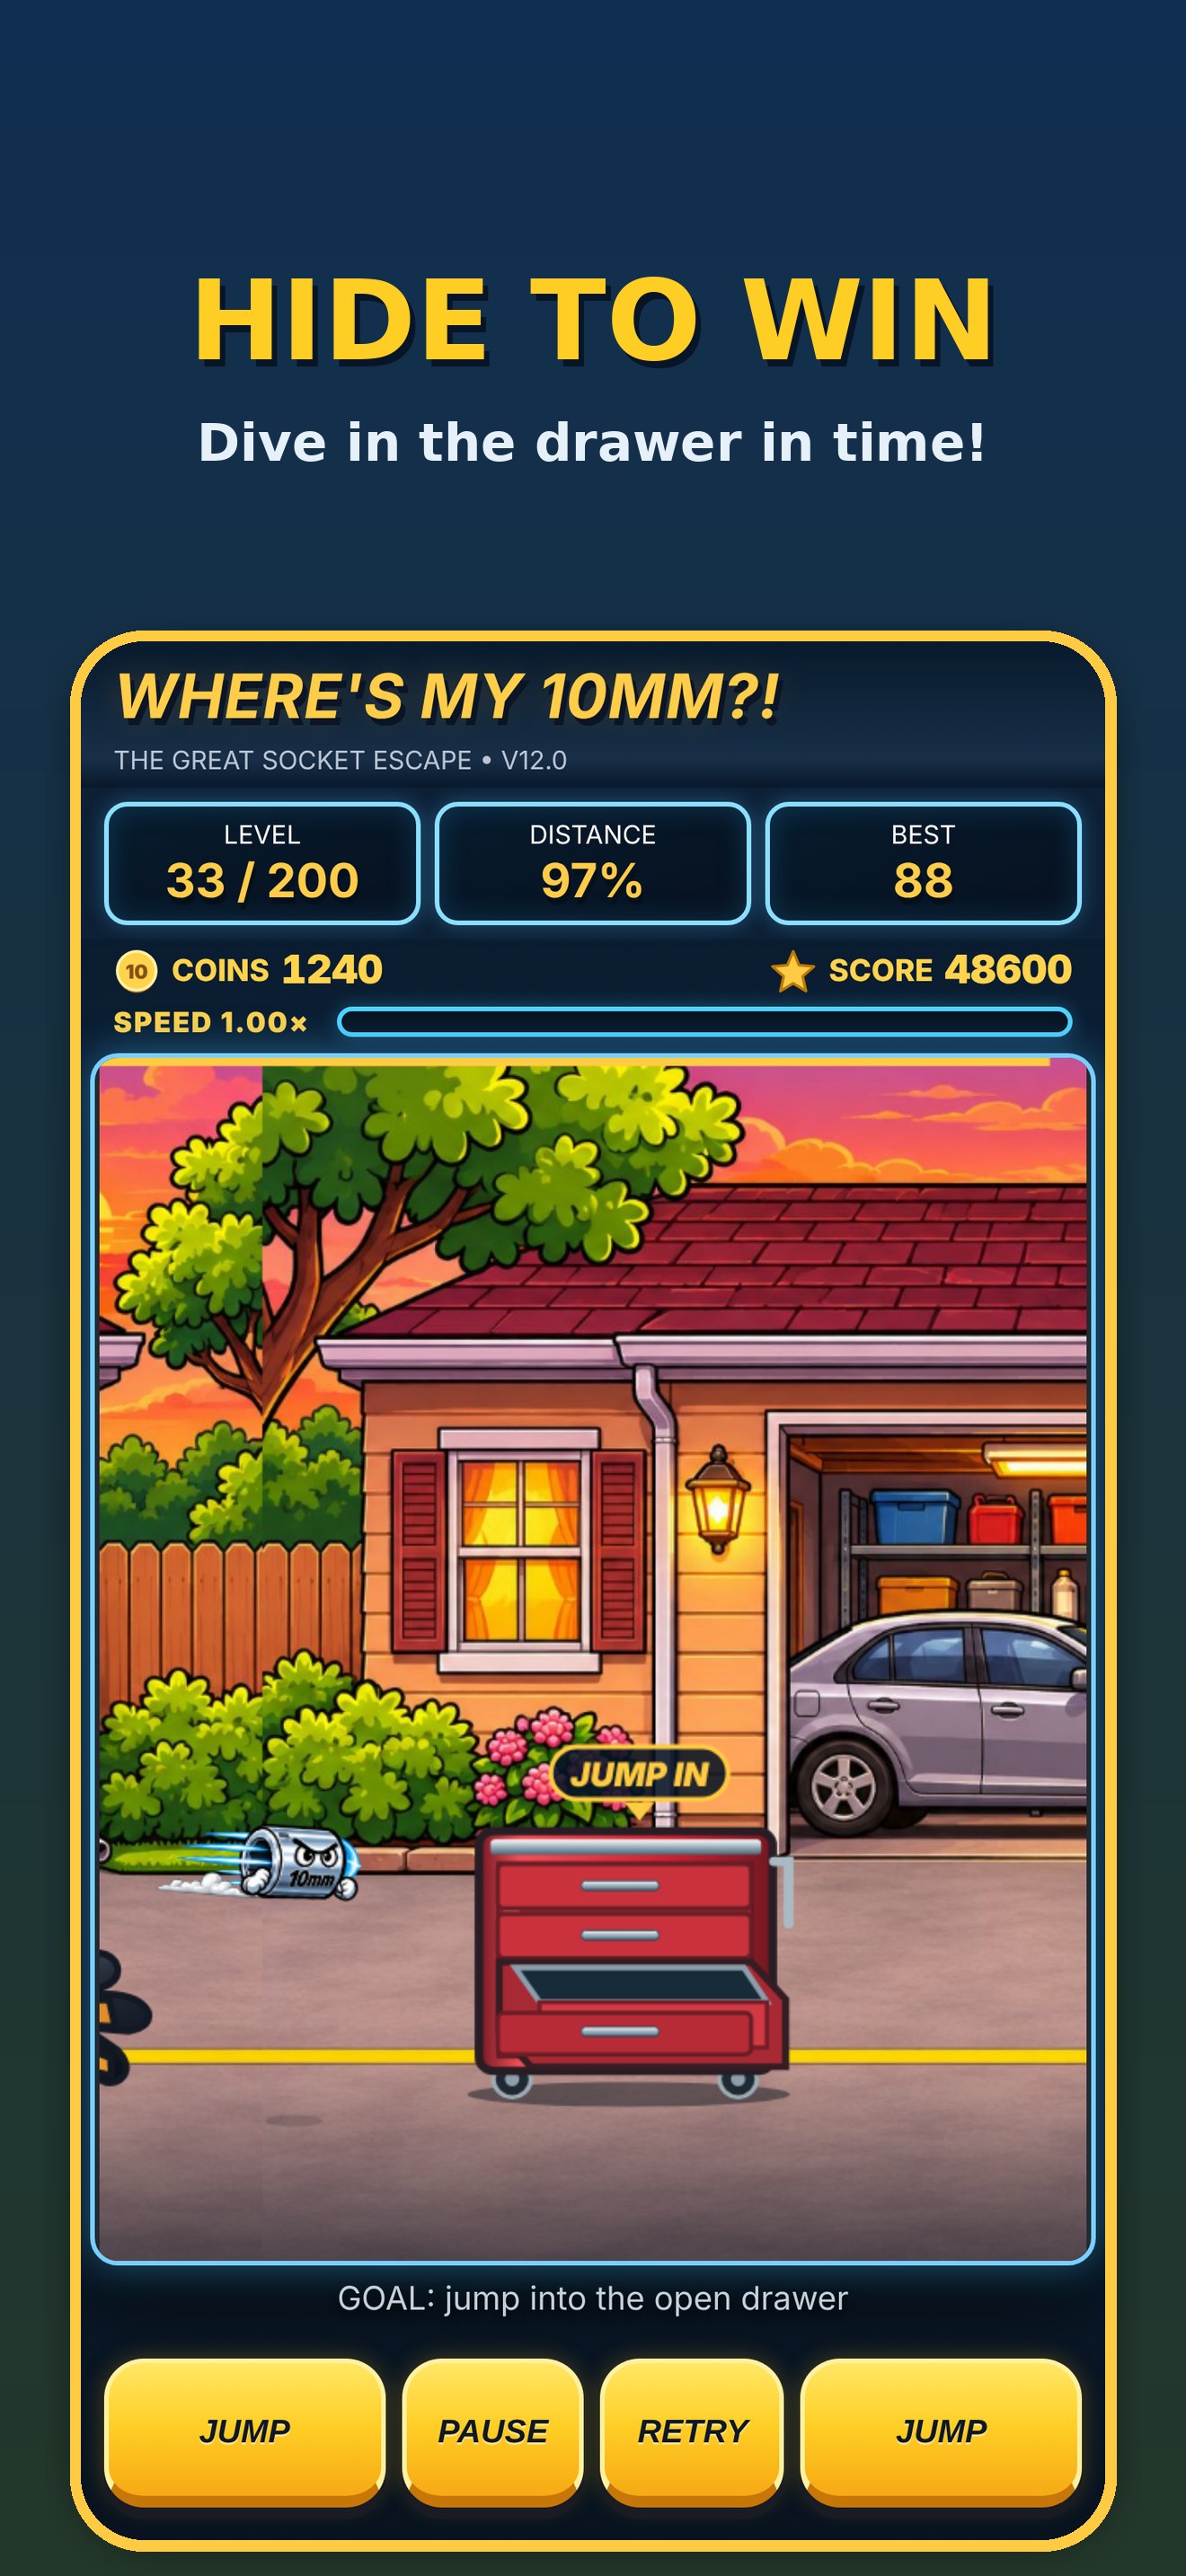 HIDE TO WIN
Dive in the drawer in time!
WHERE'S MY 10MM?!
THE GREAT SOCKET ESCAPE • V12.0
LEVEL DISTANCE BEST
33 / 200 97% 88
10 COINS 1240 SCORE 48600
SPEED 1.00×
JUMP IN
10mm
GOAL: jump into the open drawer
JUMP PAUSE RETRY JUMP